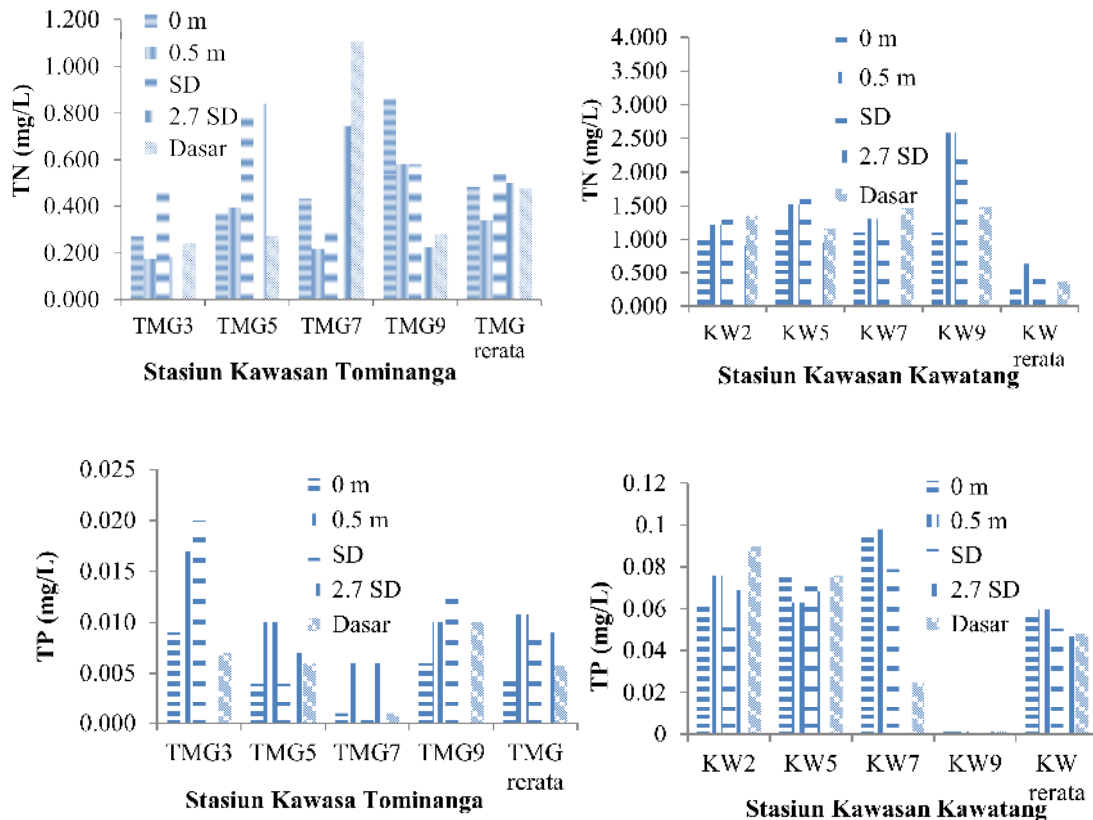 1.200
1.000
0.800
0.600
0.400
0.200
0.000
TN (mg/L)
0 m
0.5 m
SD
2.7 SD
Dasar
TMG3 TMG5 TMG7 TMG9 TMG
rerata
Stasiun Kawasan Tominanga
4.000
3.500
3.000
2.500
2.000
1.500
1.000
0.500
0.000
TN (mg/L)
0 m
0.5 m
SD
2.7 SD
Dasar
KW2 KW5 KW7 KW9 KW
rerata
Stasiun Kawasan Kawatang
0.025
0.020
0.015
0.010
0.005
0.000
TP (mg/L)
0 m
0.5 m
SD
2.7 SD
Dasar
TMG3 TMG5 TMG7 TMG9 TMG
rerata
Stasiun Kawasa Tominanga
0.12
0.1
0.08
0.06
0.04
0.02
0
TP (mg/L)
0 m
0.5 m
SD
2.7 SD
Dasar
KW2 KW5 KW7 KW9 KW
rerata
Stasiun Kawasan Kawatang